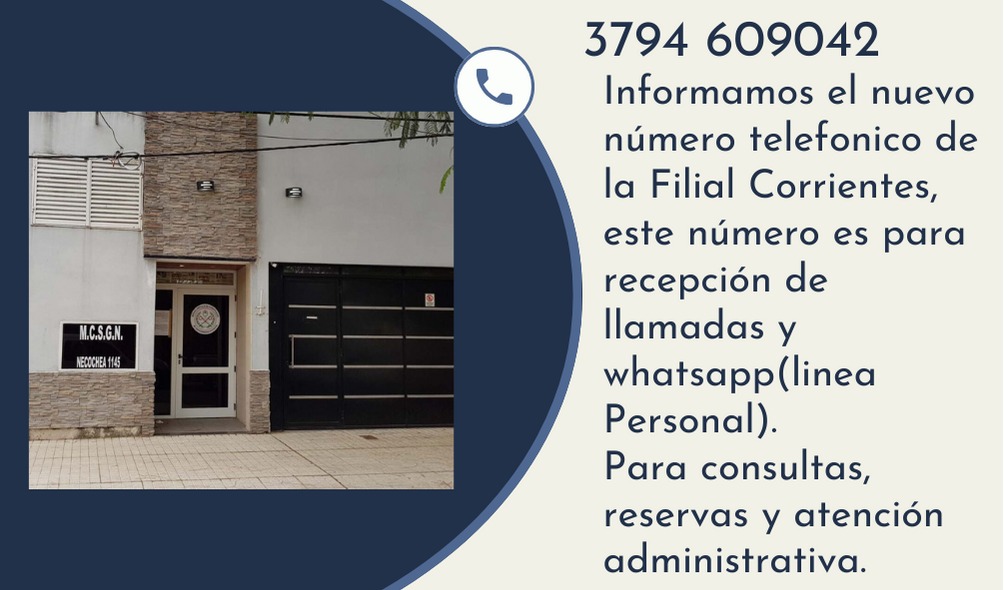 3794 609042
Informamos el nuevo
número telefonico de
la Filial Corrientes,
este número es para
recepción de
llamadas y
whatsapp(linea
Personal).
Para consultas,
reservas y atención
administrativa.
M.C.S.G.N.
NECOCHEA 1145